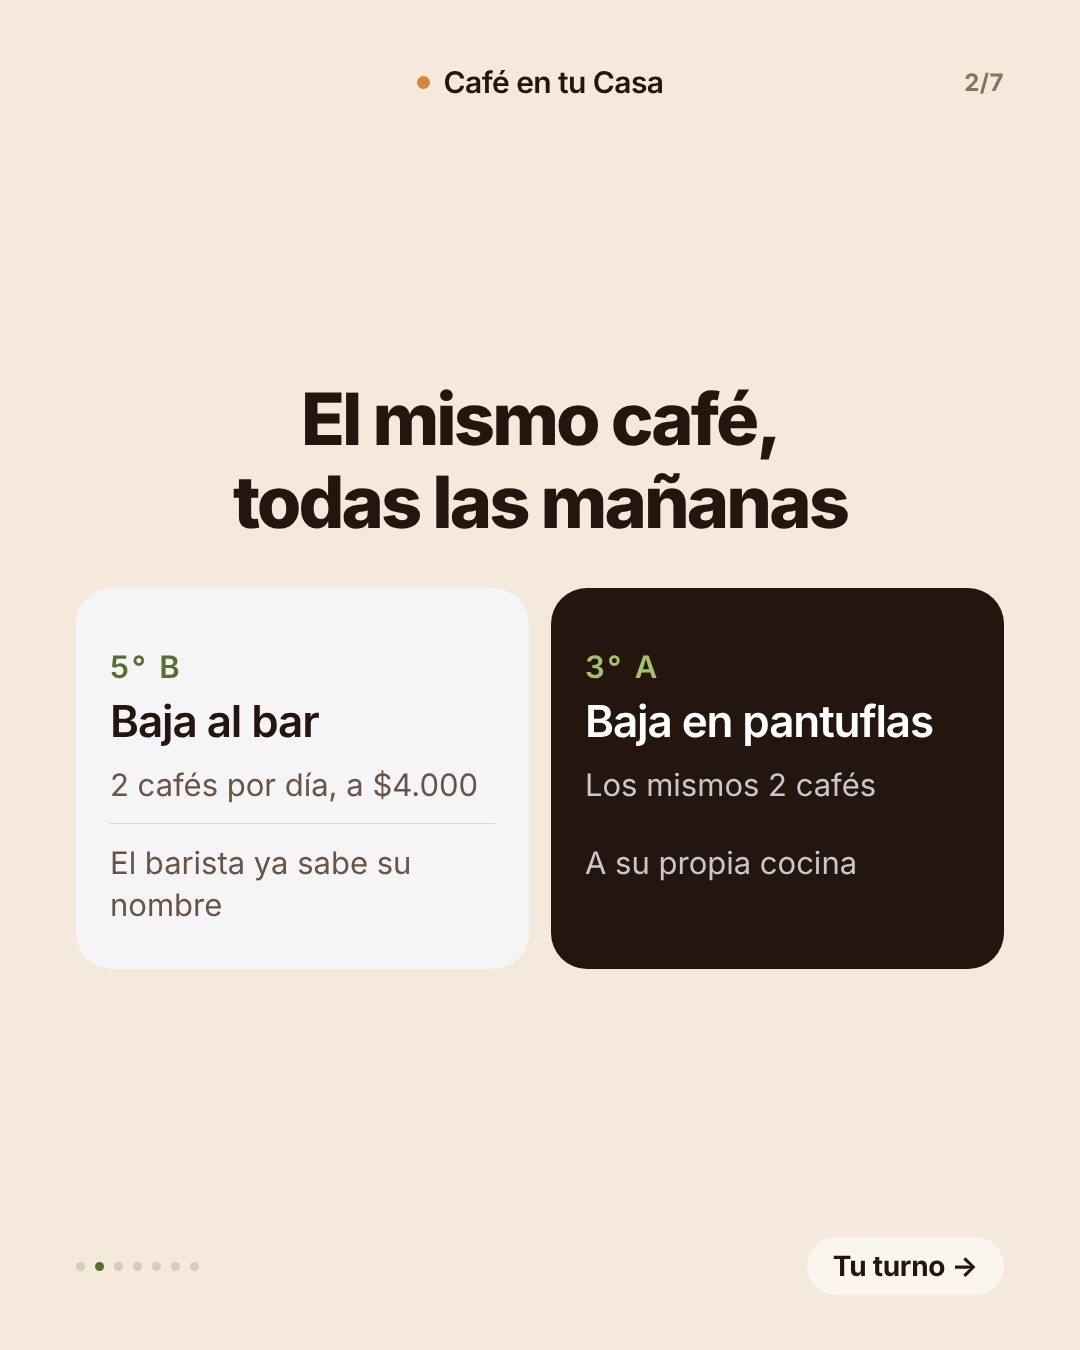 Café en tu Casa
2/7
El mismo café,
todas las mañanas
5° B
Baja al bar
2 cafés por día, a $4.000
El barista ya sabe su
nombre
3° A
Baja en pantuflas
Los mismos 2 cafés
A su propia cocina
Tu turno →